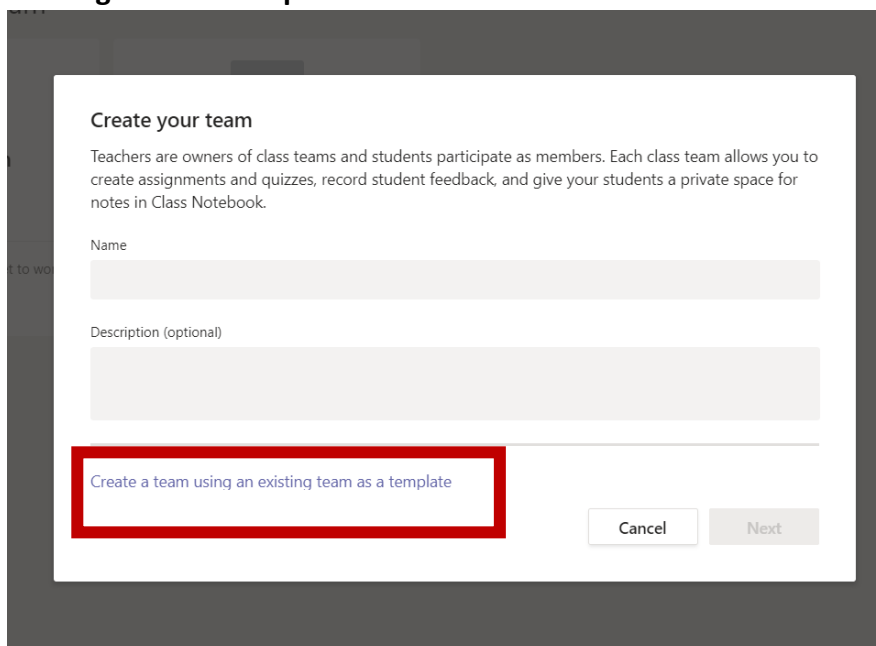 Create your team
Teachers are owners of class teams and students participate as members. Each class team allows you to
create assignments and quizzes, record student feedback, and give your students a private space for
notes in Class Notebook.
Name
t to wo
Description (optional)
Create a team using an existing team as a template
Cancel
Next